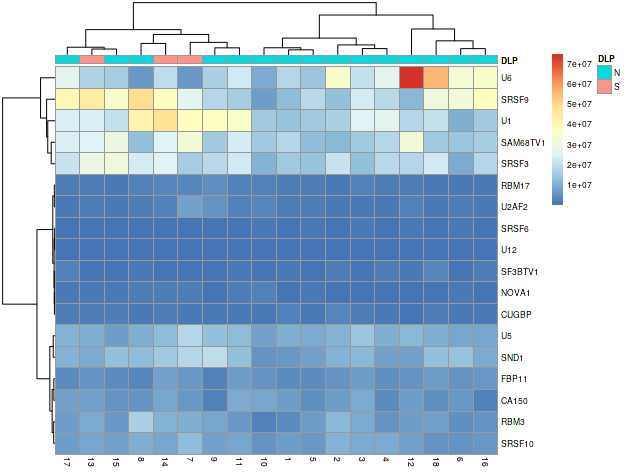 DLP
U6
SRSF9
U1
SAM68TV1
SRSF3
RBM17
U2AF2
SRSF6
U12
SF3BTV1
NOVA1
CUGBP
U5
SND1
FBP11
CA150
RBM3
SRSF10
17 13 15 8 14 7 9 11 10 1 5 2 3 4 12 18 6 16
7e+07
6e+07
5e+07
4e+07
3e+07
2e+07
1e+07
DLP
N
S